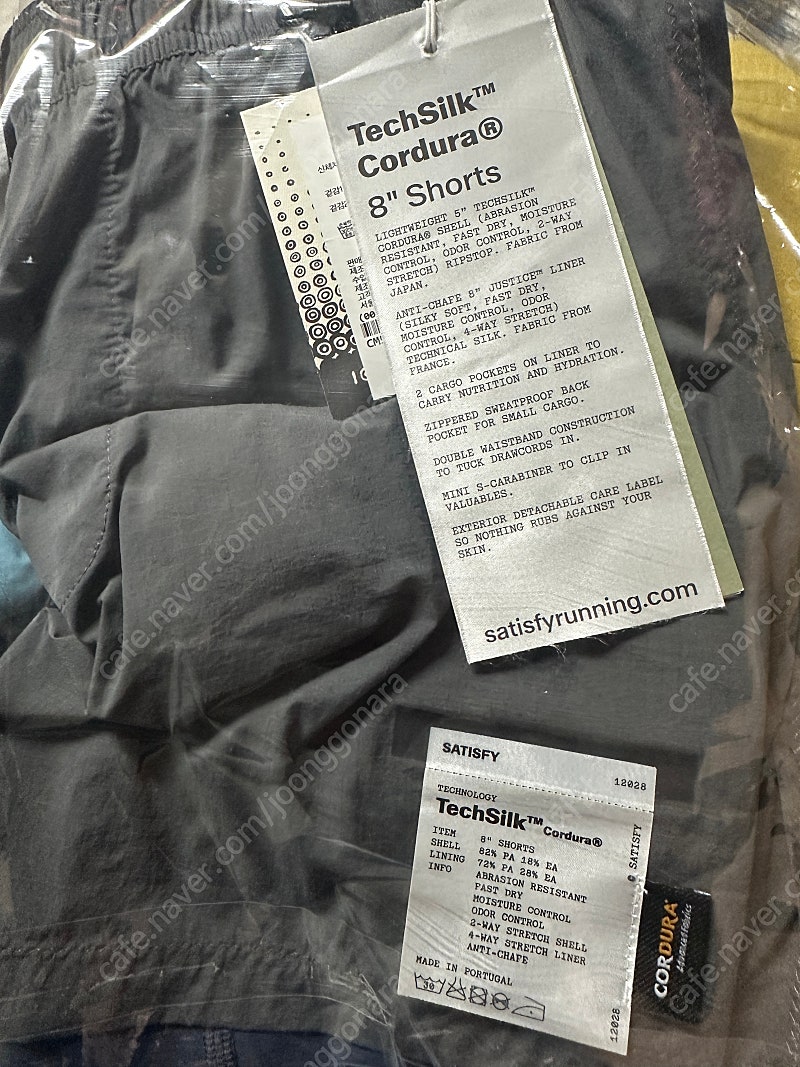 TechSilk™
Cordura®
8" Shorts
LIGHTWEIGHT 5" TECHSILK™
CORDURA® SHELL (ABRASION
RESISTANT, FAST DRY, MOISTURE
CONTROL, ODOR CONTROL, 2-WAY
STRETCH) RIPSTOP. FABRIC FROM
JAPAN.
ANTI-CHAFE 8" JUSTICE™ LINER
(SILKY SOFT, FAST DRY,
MOISTURE CONTROL, ODOR
CONTROL, 4-WAY STRETCH)
TECHNICAL SILK. FABRIC FROM
FRANCE.
2 CARGO POCKETS ON LINER TO
CARRY NUTRITION AND HYDRATION.
ZIPPERED SWEATPROOF BACK
POCKET FOR SMALL CARGO.
DOUBLE WAISTBAND CONSTRUCTION
TO TUCK DRAWCORDS IN.
MINI S-CARABINER TO CLIP IN
VALUABLES.
EXTERIOR DETACHABLE CARE LABEL
SO NOTHING RUBS AGAINST YOUR
SKIN.
satisfyrunning.com
SATISFY
12028
TECHNOLOGY
TechSilk™ Cordura®
ITEM 8" SHORTS
SHELL 82% PA 18% EA
LINING 72% PA 28% EA
INFO ABRASION RESISTANT
FAST DRY
MOISTURE CONTROL
ODOR CONTROL
2-WAY STRETCH SHELL
4-WAY STRETCH LINER
ANTI-CHAFE
MADE IN PORTUGAL
30
© SATISFY
12028
CORDURA
cafe.naver.com/joonggonara